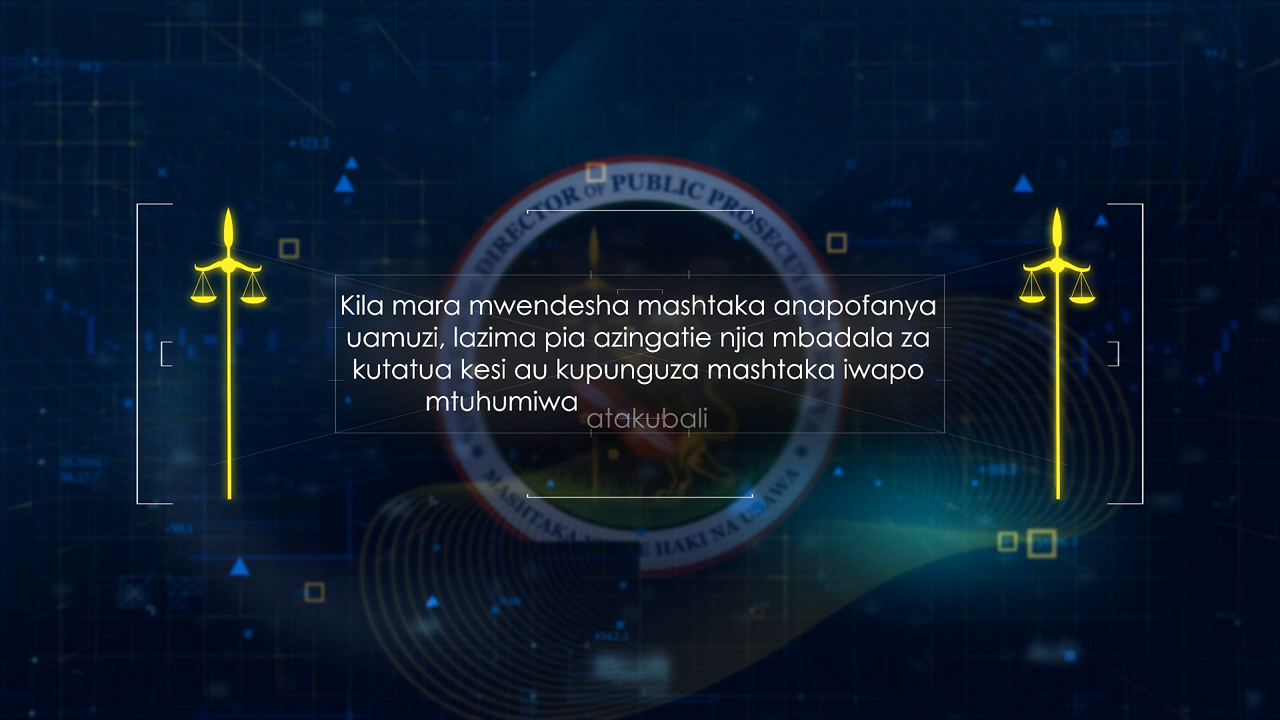 DIRECTOR OF PUBLIC PROSECUT
Kila mara mwendesha mashtaka anapofanya
uamuzi, lazima pia azingatie njia mbadala za
kutatua kesi au kupunguza mashtaka iwapo
mtuhumiwa atakubali
MASHTAKA HAKI NA USAWA